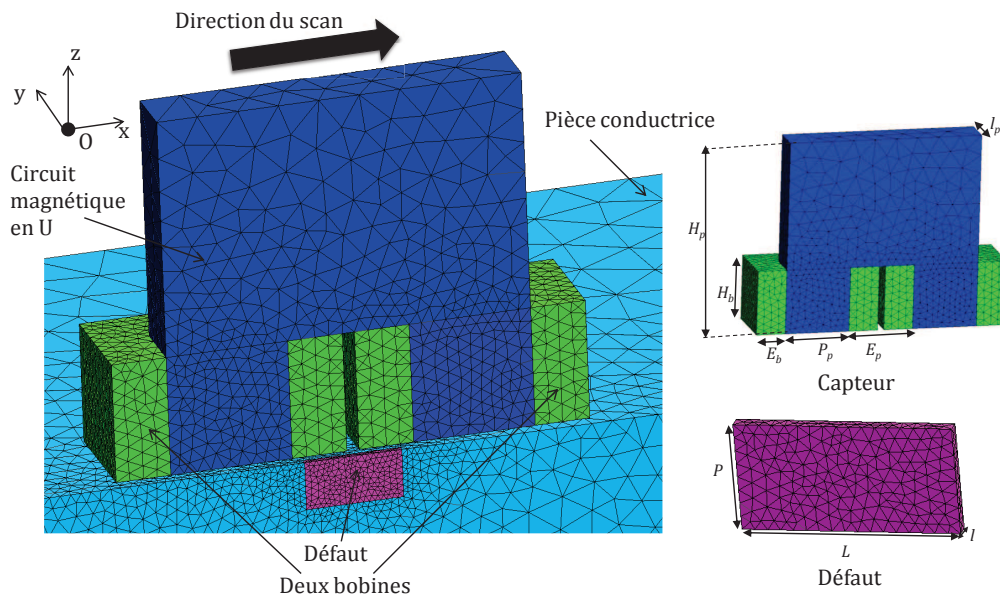 Direction du scan
z
y
x
O
Circuit
magnétique
en U
Pièce conductrice
Défaut
Deux bobines
l_p
H_p
H_b
E_b
P_p
E_p
Capteur
P
L
l
Défaut